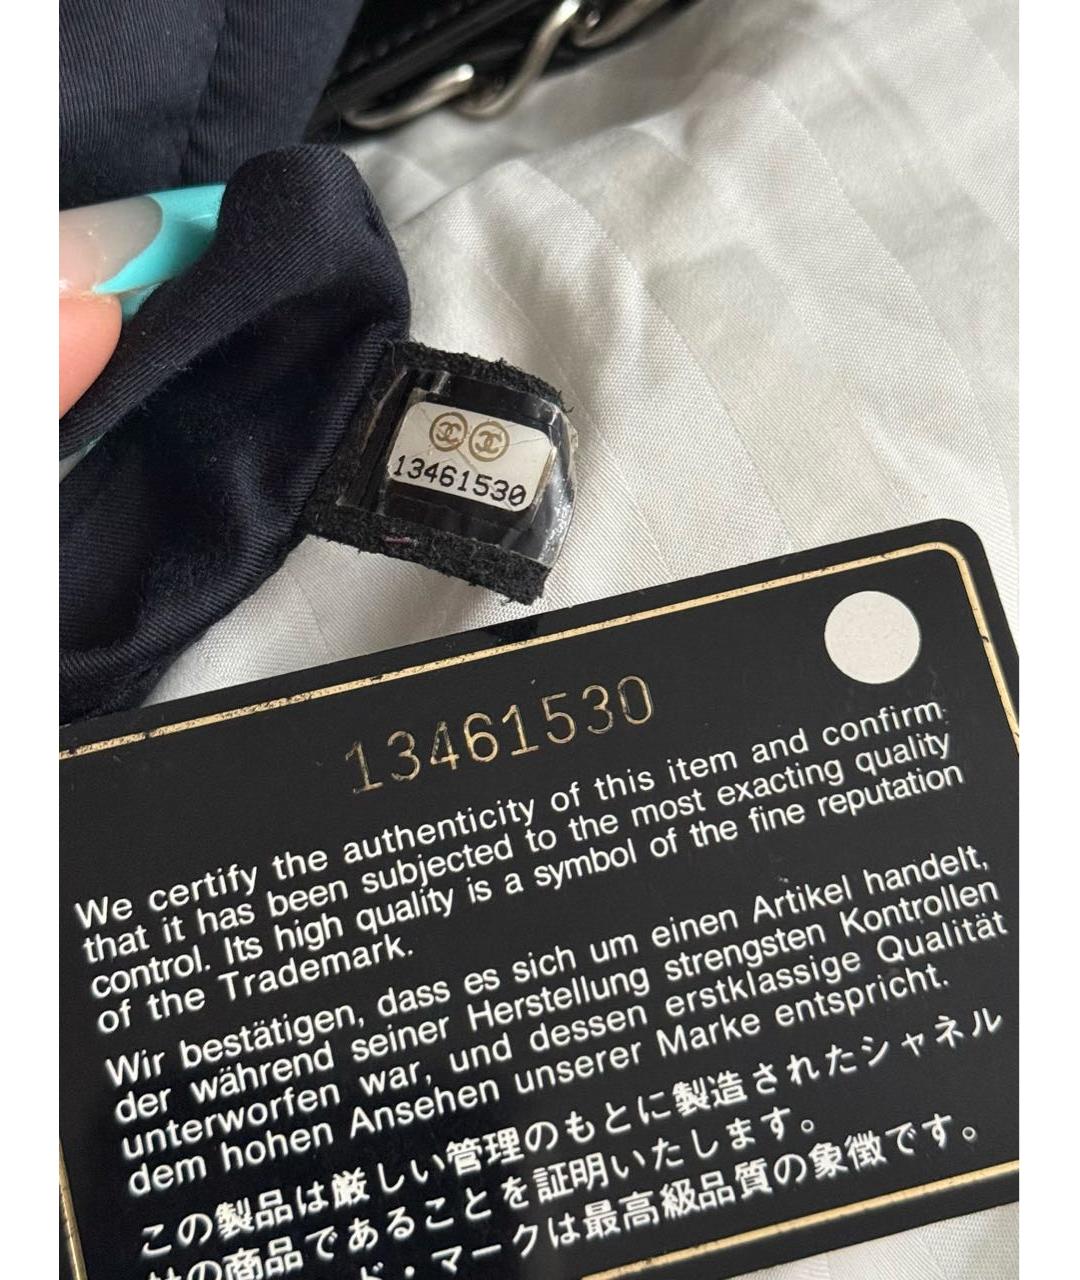 13461530
13461530
We certify the authenticity of this item and confirm
that it has been subjected to the most exacting quality
control. Its high quality is a symbol of the fine reputation
of the Trademark.
Wir bestätigen, dass es sich um einen Artikel handelt,
der während seiner Herstellung strengsten Kontrollen
unterworfen war, und dessen erstklassige Qualität
dem hohen Ansehen unserer Marke entspricht.
この製品は厳しい管理のもとに製造されたシャネル
の商品であることを証明いたします。
ド・マークは最高級品質の象徴です。